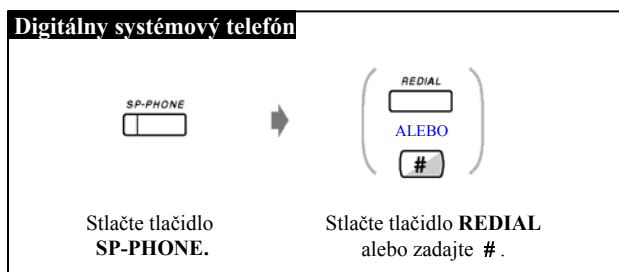 Digitálny systémový telefón
SP-PHONE
REDIAL
ALEBO
#
Stlačte tlačidlo
SP-PHONE.
Stlačte tlačidlo REDIAL
alebo zadajte # .